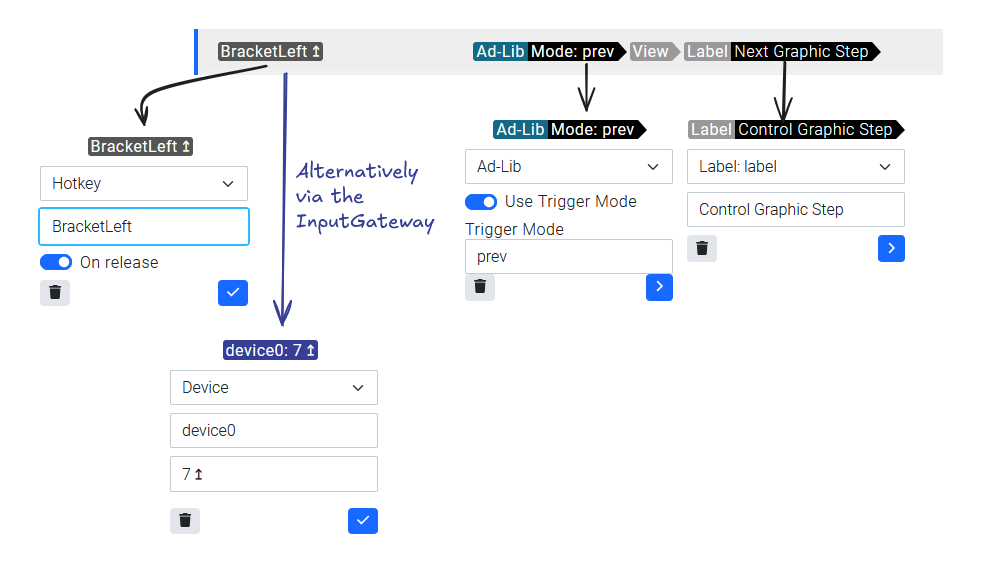 BracketLeft ↥
Ad-Lib Mode: prev View Label Next Graphic Step
BracketLeft ↥
Hotkey
BracketLeft
On release
Alternatively
via the
InputGateway
device0: 7 ↥
Device
device0
7 ↥
Ad-Lib Mode: prev
Ad-Lib
Use Trigger Mode
Trigger Mode
prev
Label Control Graphic Step
Label: label
Control Graphic Step